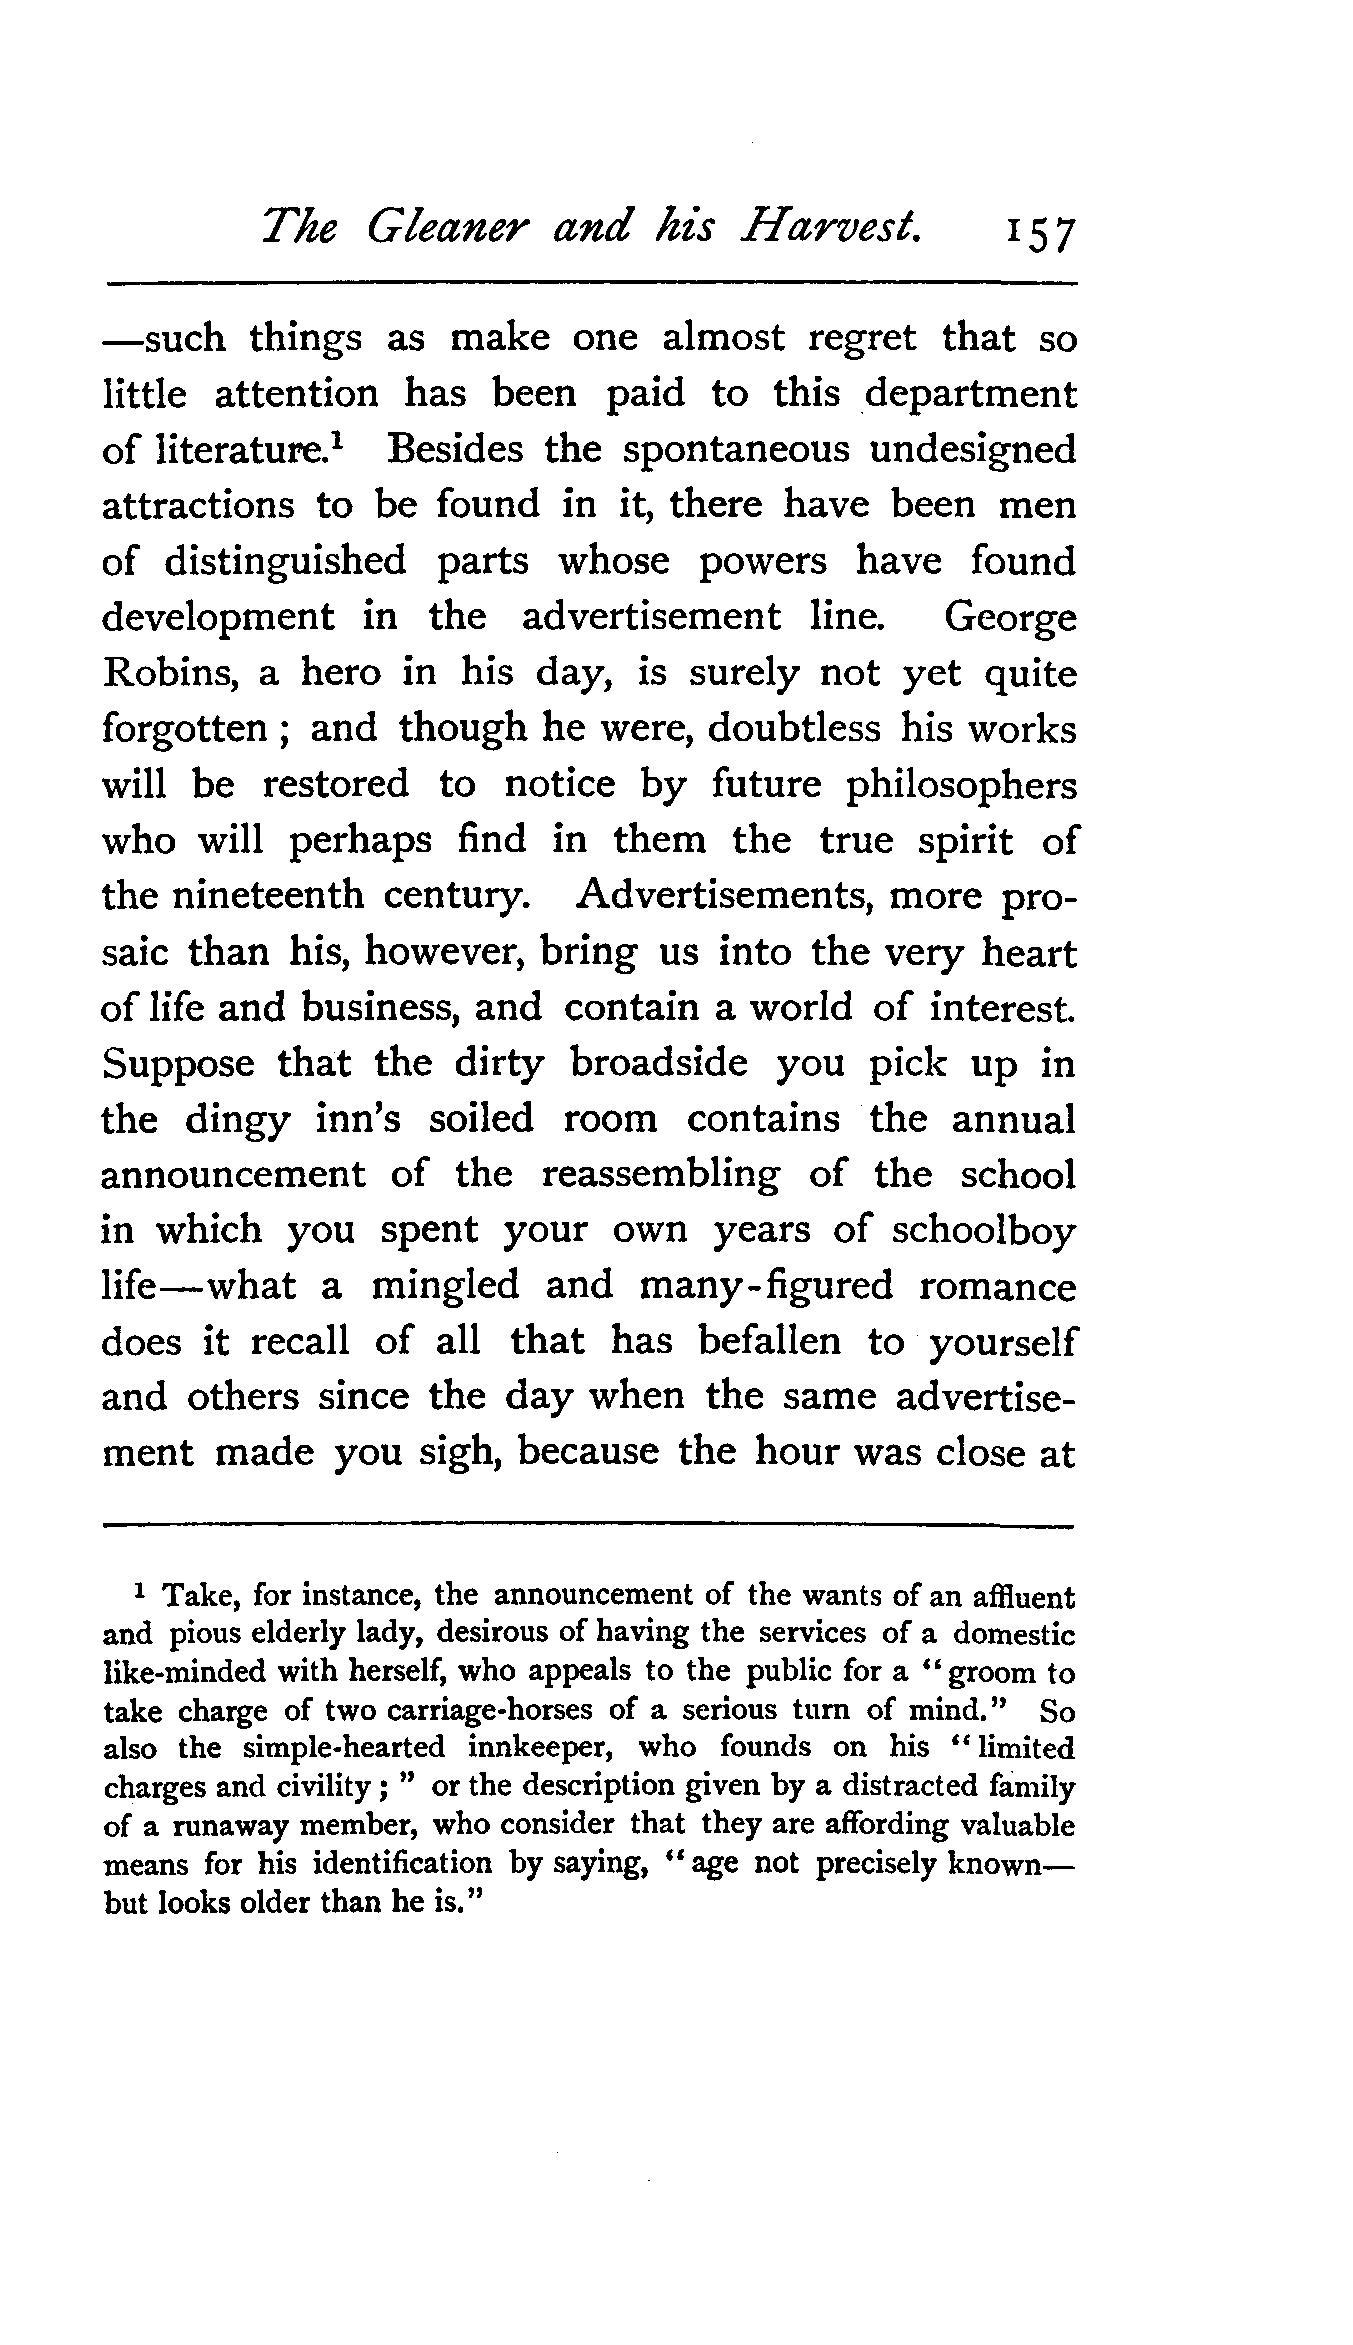 The Gleaner and his Harvest. 157
—such things as make one almost regret that so
little attention has been paid to this department
of literature.¹ Besides the spontaneous undesigned
attractions to be found in it, there have been men
of distinguished parts whose powers have found
development in the advertisement line. George
Robins, a hero in his day, is surely not yet quite
forgotten ; and though he were, doubtless his works
will be restored to notice by future philosophers
who will perhaps find in them the true spirit of
the nineteenth century. Advertisements, more pro-
saic than his, however, bring us into the very heart
of life and business, and contain a world of interest.
Suppose that the dirty broadside you pick up in
the dingy inn's soiled room contains the annual
announcement of the reassembling of the school
in which you spent your own years of schoolboy
life—what a mingled and many-figured romance
does it recall of all that has befallen to yourself
and others since the day when the same advertise-
ment made you sigh, because the hour was close at
¹ Take, for instance, the announcement of the wants of an affluent
and pious elderly lady, desirous of having the services of a domestic
like-minded with herself, who appeals to the public for a “groom to
take charge of two carriage-horses of a serious turn of mind.” So
also the simple-hearted innkeeper, who founds on his “limited
charges and civility ; ” or the description given by a distracted family
of a runaway member, who consider that they are affording valuable
means for his identification by saying, “age not precisely known—
but looks older than he is.”